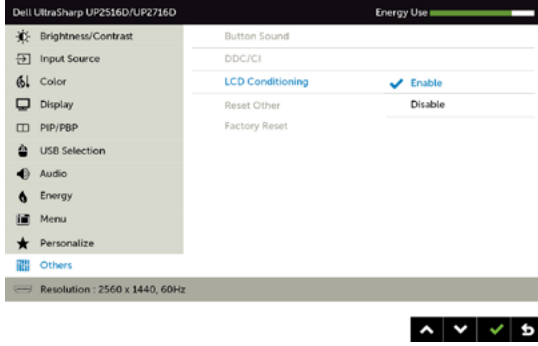 Dell UltraSharp UP2516D/UP2716D Energy Use
Brightness/Contrast
Input Source
Color
Display
PIP/PBP
USB Selection
Audio
Energy
Menu
Personalize
Others
Button Sound
DDC/CI
LCD Conditioning
Reset Other
Factory Reset
Enable
Disable
Resolution : 2560 x 1440, 60Hz